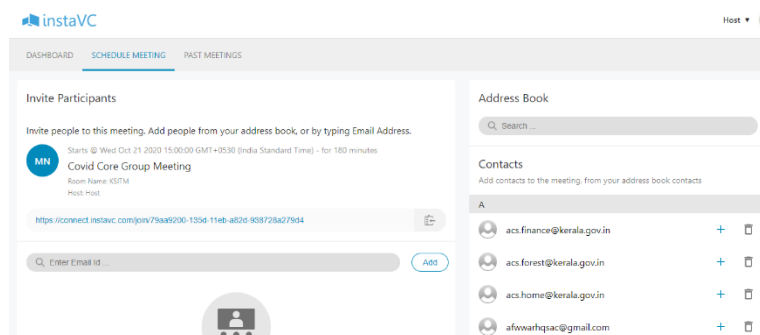 instaVC
Host
DASHBOARD SCHEDULE MEETING PAST MEETINGS
Invite Participants
Invite people to this meeting. Add people from your address book, or by typing Email Address.
MN
Starts @ Wed Oct 21 2020 15:00:00 GMT+0530 (India Standard Time) - for 180 minutes
Covid Core Group Meeting
Room Name: KSITM
Host: Host
https://connect.instavc.com/join/79aa9200-135d-11eb-a82d-938728a279d4
Enter Email Id ...
Add
Address Book
Search ...
Contacts
Add contacts to the meeting, from your address book contacts
A
acs.finance@kerala.gov.in
acs.forest@kerala.gov.in
acs.home@kerala.gov.in
afwwarhqsac@gmail.com